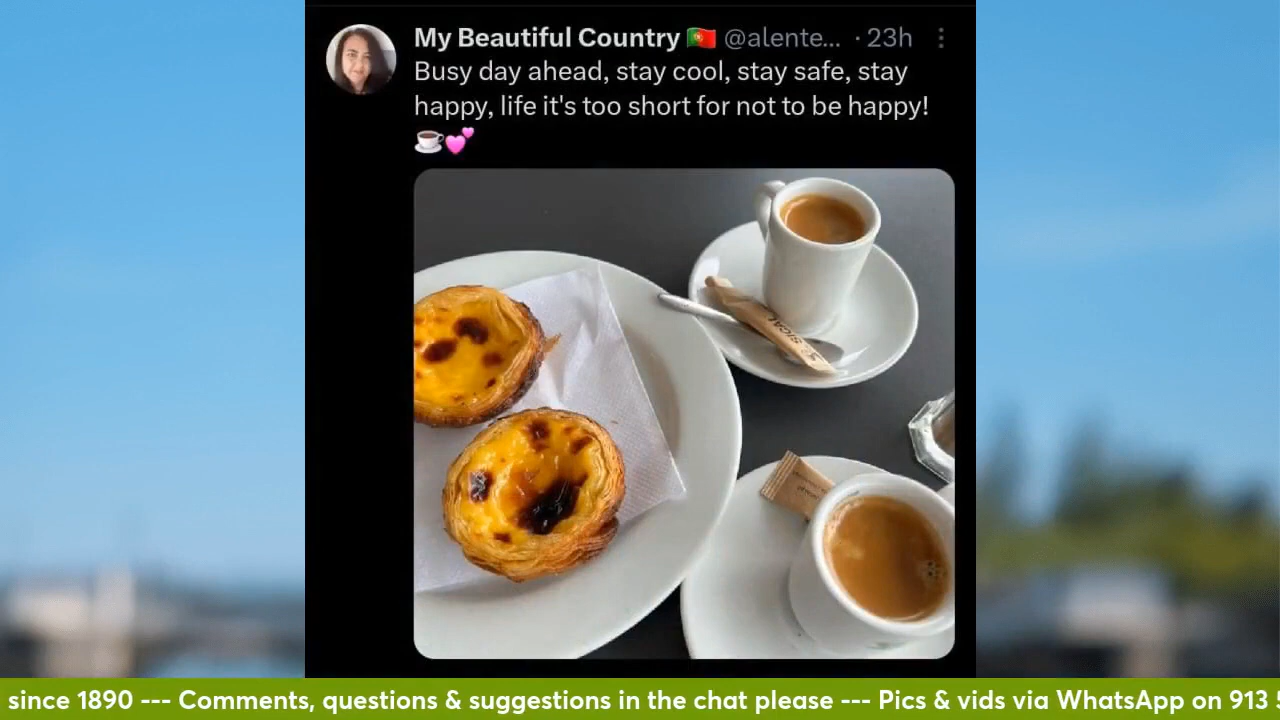 My Beautiful Country 🇵🇹 @alente... · 23h
Busy day ahead, stay cool, stay safe, stay
happy, life it's too short for not to be happy!
☕💕
SICAL
since 1890 --- Comments, questions & suggestions in the chat please --- Pics & vids via WhatsApp on 913